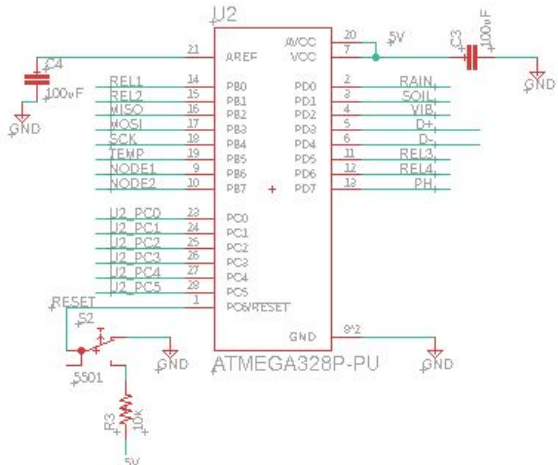 U2
20
AVCC
5V
C3
100uF
7
VCC
21
AREF
C4
100uF
GND
GND
REL1 14 PB0 PD0 2 RAIN
REL2 15 PB1 PD1 3 SOIL
MISO 16 PB2 PD2 4 VIB
MOSI 17 PB3 PD3 5 D+
SCK 18 PB4 PD4 6 D-
TEMP 19 PB5 PD5 11 REL3
NODE1 9 PB6 PD6 12 REL4
NODE2 10 PB7 PD7 13 PH
U2_PC0 23 PC0
U2_PC1 24 PC1
U2_PC2 25 PC2
U2_PC3 26 PC3
U2_PC4 27 PC4
U2_PC5 28 PC5
RESET 1 PC6/RESET
S2
GND 8*2
GND
GND
ATMEGA328P-PU
5501
R3
10K
5V